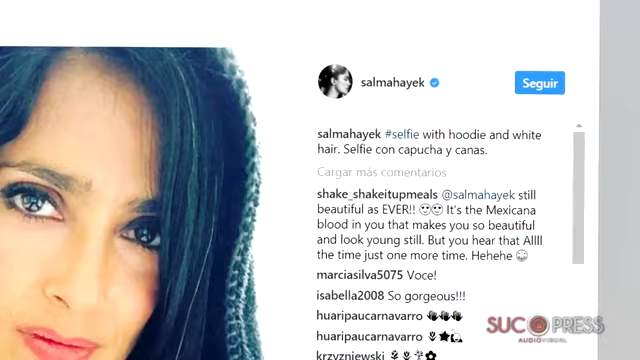 salmahayek
Seguir
salmahayek #selfie with hoodie and white
hair. Selfie con capucha y canas.
Cargar más comentarios
shake_shakeitupmeals @salmahayek still
beautiful as EVER!! 🙄🙄 It's the Mexicana
blood in you that makes you so beautiful
and look young still. But you hear that Allll
the time just one more time. Hehehe
marciasilva5075 Voce!
isabella2008 So gorgeous!!!
huaripaucarnavarro
huaripaucarnavarro
krzyzniewski
SUC PRESS
AUDIOVISUAL